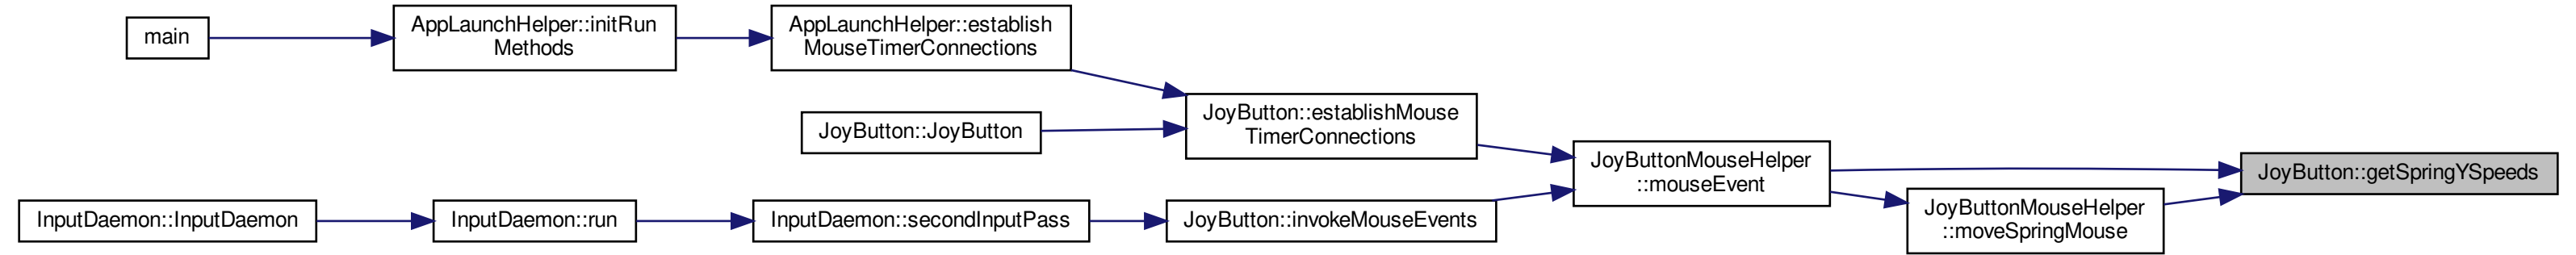 main
AppLaunchHelper::initRun
Methods
AppLaunchHelper::establish
MouseTimerConnections
JoyButton::JoyButton
JoyButton::establishMouse
TimerConnections
InputDaemon::InputDaemon
InputDaemon::run
InputDaemon::secondInputPass
JoyButton::invokeMouseEvents
JoyButtonMouseHelper
::mouseEvent
JoyButtonMouseHelper
::moveSpringMouse
JoyButton::getSpringYSpeeds